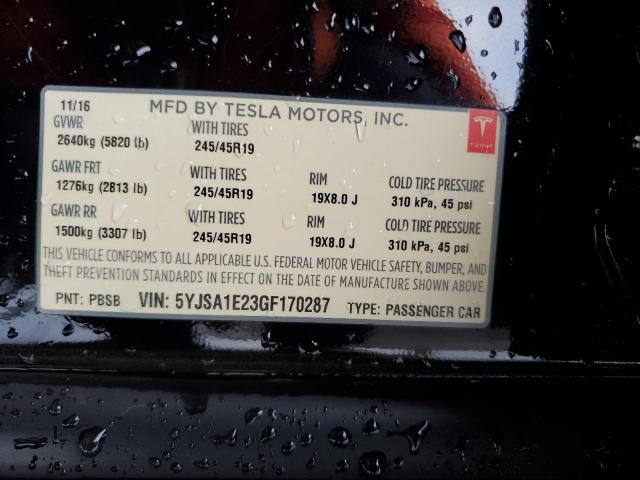 11/16 MFD BY TESLA MOTORS, INC.
GVWR WITH TIRES
2640kg (5820 lb) 245/45R19
TESLA
GAWR FRT WITH TIRES RIM COLD TIRE PRESSURE
1276kg (2813 lb) 245/45R19 19X8.0 J 310 kPa, 45 psi
GAWR RR WITH TIRES RIM COLD TIRE PRESSURE
1500kg (3307 lb) 245/45R19 19X8.0 J 310 kPa, 45 psi
THIS VEHICLE CONFORMS TO ALL APPLICABLE U.S. FEDERAL MOTOR VEHICLE SAFETY, BUMPER, AND
THEFT PREVENTION STANDARDS IN EFFECT ON THE DATE OF MANUFACTURE SHOWN ABOVE.
PNT: PBSB VIN: 5YJSA1E23GF170287 TYPE: PASSENGER CAR